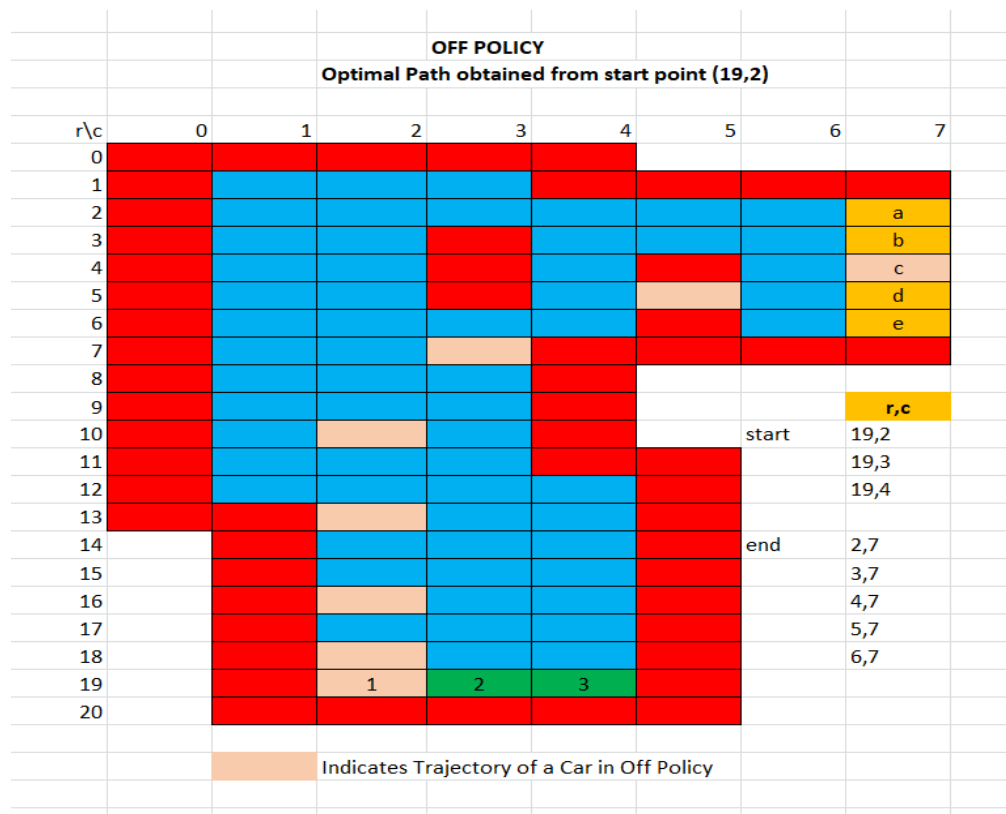 OFF POLICY
Optimal Path obtained from start point (19,2)
r\c 0 1 2 3 4 5 6 7
0
1
2 a
3 b
4 c
5 d
6 e
7
8
9 r,c
10 start 19,2
11 19,3
12 19,4
13
14 end 2,7
15 3,7
16 4,7
17 5,7
18 6,7
19 1 2 3
20
Indicates Trajectory of a Car in Off Policy